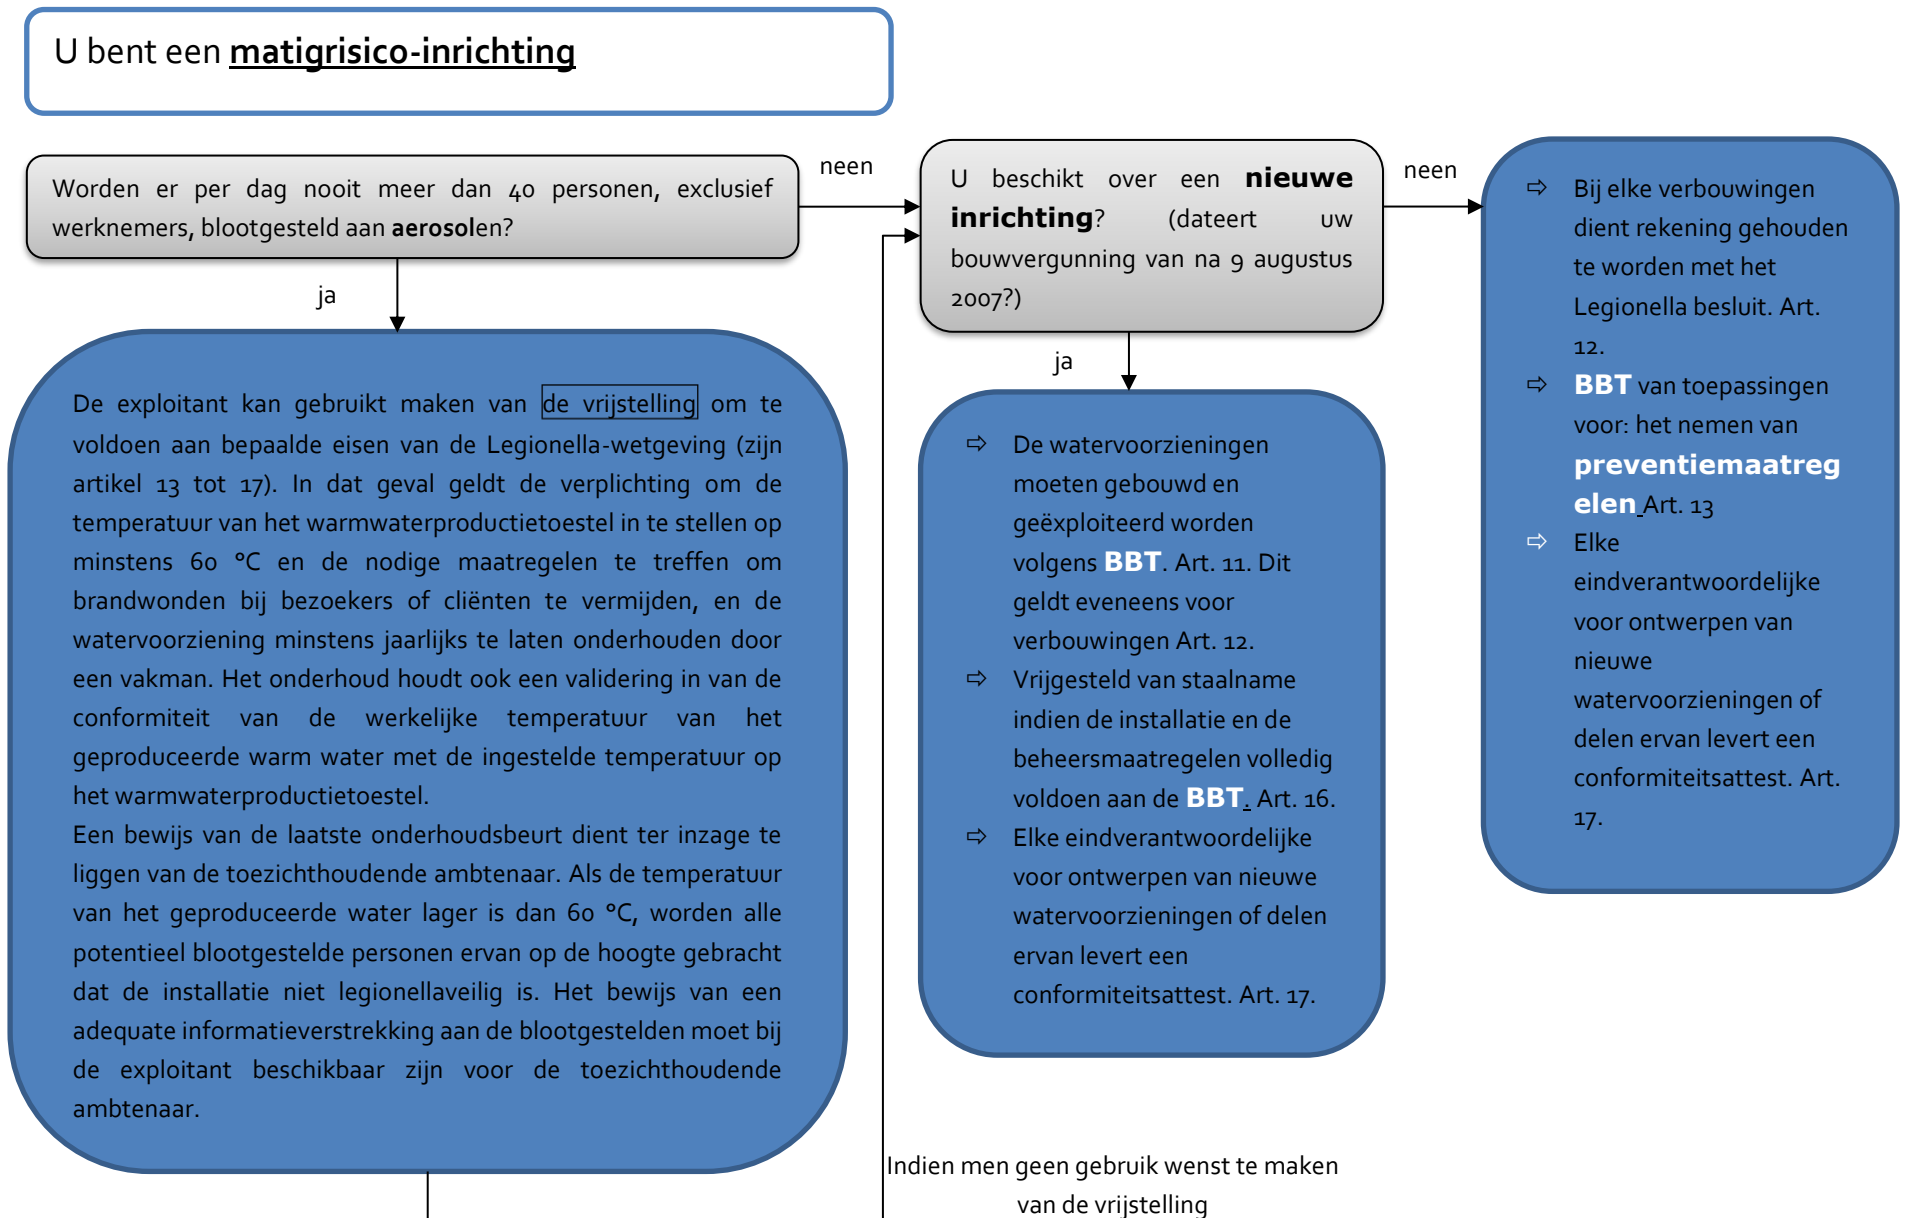 U bent een matigrisico-inrichting
Worden er per dag nooit meer dan 40 personen, exclusief
werknemers, blootgesteld aan aerosolen?
neen
ja
U beschikt over een nieuwe
inrichting? (dateert uw
bouwvergunning van na 9 augustus
2007?)
neen
ja
De exploitant kan gebruikt maken van de vrijstelling om te
voldoen aan bepaalde eisen van de Legionella-wetgeving (zijn
artikel 13 tot 17). In dat geval geldt de verplichting om de
temperatuur van het warmwaterproductietoestel in te stellen op
minstens 60 °C en de nodige maatregelen te treffen om
brandwonden bij bezoekers of cliënten te vermijden, en de
watervoorziening minstens jaarlijks te laten onderhouden door
een vakman. Het onderhoud houdt ook een validering in van de
conformiteit van de werkelijke temperatuur van het
geproduceerde warm water met de ingestelde temperatuur op
het warmwaterproductietoestel.
Een bewijs van de laatste onderhoudsbeurt dient ter inzage te
liggen van de toezichthoudende ambtenaar. Als de temperatuur
van het geproduceerde water lager is dan 60 °C, worden alle
potentieel blootgestelde personen ervan op de hoogte gebracht
dat de installatie niet legionellaveilig is. Het bewijs van een
adequate informatieverstrekking aan de blootgestelden moet bij
de exploitant beschikbaar zijn voor de toezichthoudende
ambtenaar.
⇨ De watervoorzieningen
moeten gebouwd en
geëxploiteerd worden
volgens BBT. Art. 11. Dit
geldt eveneens voor
verbouwingen Art. 12.
⇨ Vrijgesteld van staalname
indien de installatie en de
beheersmaatregelen volledig
voldoen aan de BBT. Art. 16.
⇨ Elke eindverantwoordelijke
voor ontwerpen van nieuwe
watervoorzieningen of delen
ervan levert een
conformiteitsattest. Art. 17.
⇨ Bij elke verbouwingen
dient rekening gehouden
te worden met het
Legionella besluit. Art.
12.
⇨ BBT van toepassingen
voor: het nemen van
preventiemaatreg
elen Art. 13
⇨ Elke
eindverantwoordelijke
voor ontwerpen van
nieuwe
watervoorzieningen of
delen ervan levert een
conformiteitsattest. Art.
17.
Indien men geen gebruik wenst te maken
van de vrijstelling